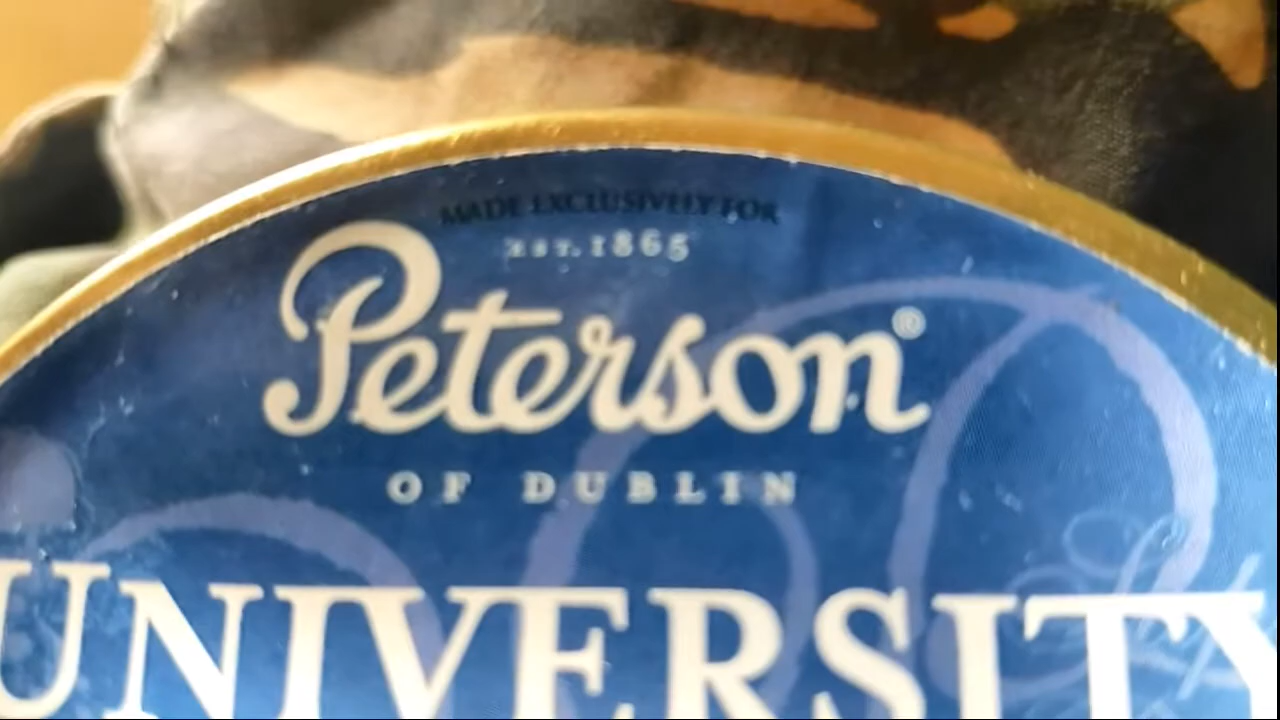 MADE EXCLUSIVELY FOR
EST. 1865
Peterson®
OF DUBLIN
UNIVERSITY